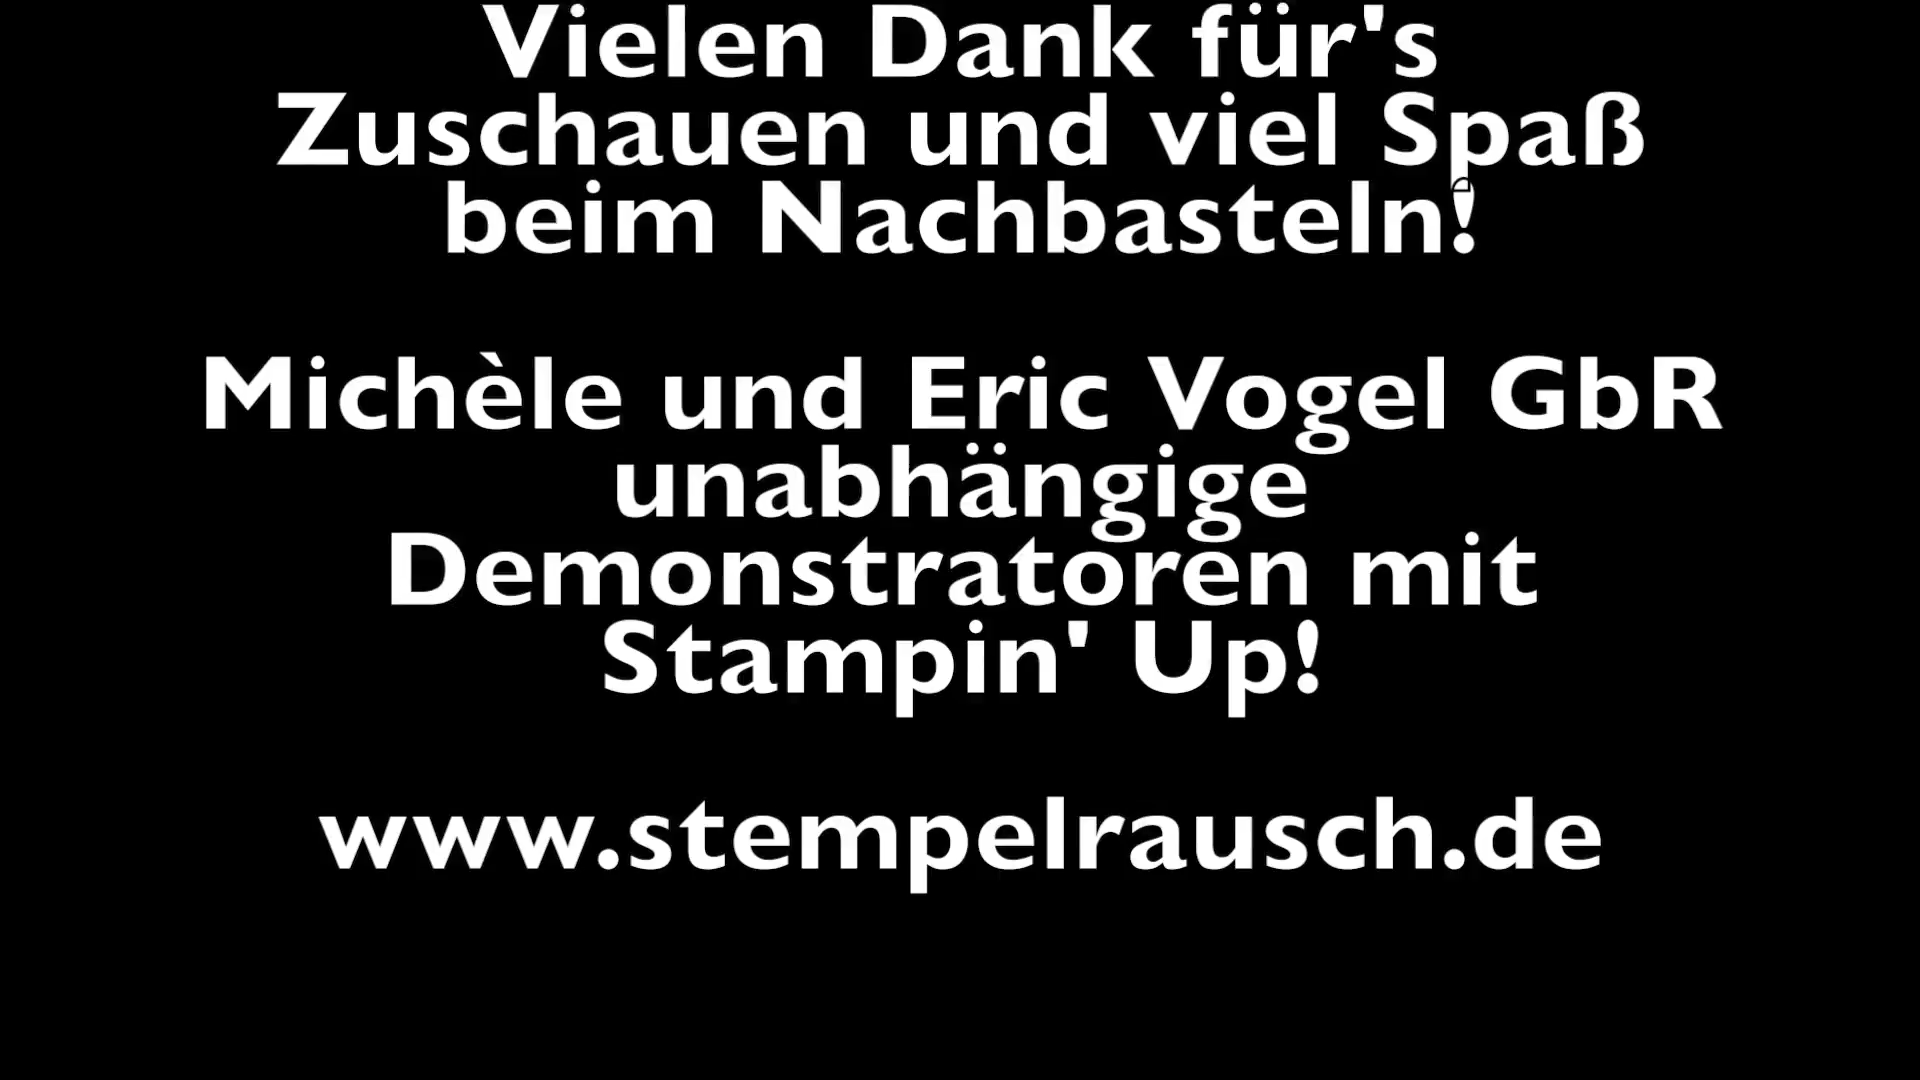 Vielen Dank für's
Zuschauen und viel Spaß
beim Nachbasteln!
Michèle und Eric Vogel GbR
unabhängige
Demonstratoren mit
Stampin' Up!
www.stempelrausch.de